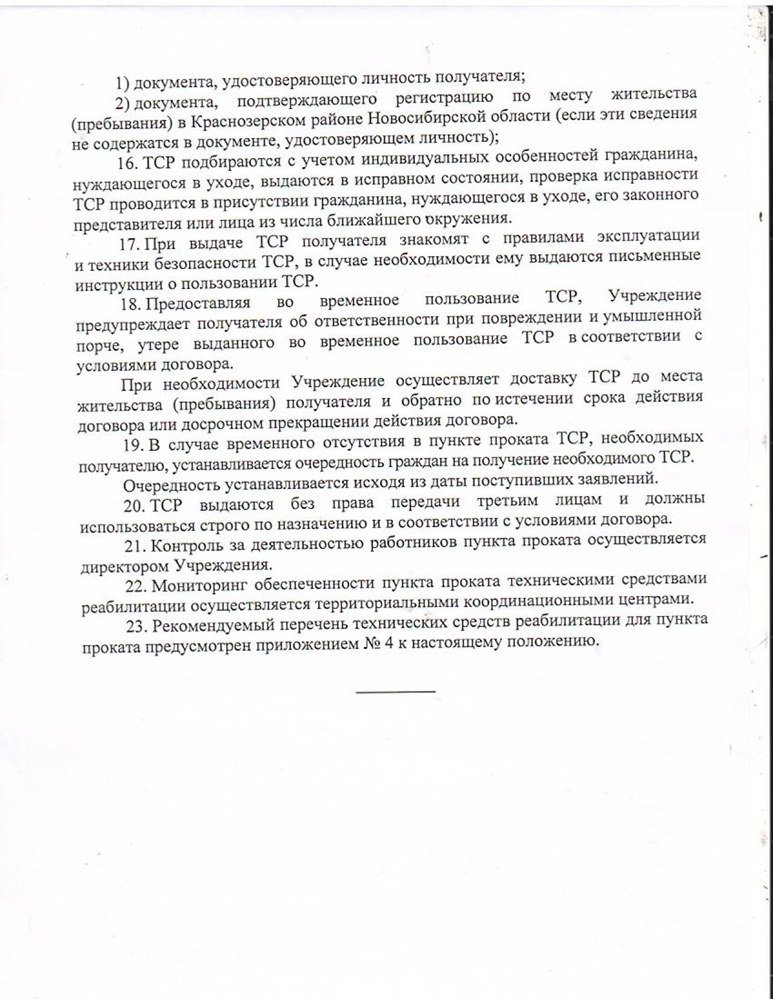 1) документа, удостоверяющего личность получателя;
2) документа, подтверждающего регистрацию по месту жительства
(пребывания) в Краснозерском районе Новосибирской области (если эти сведения
не содержатся в документе, удостоверяющем личность);
16. ТСР подбираются с учетом индивидуальных особенностей гражданина,
нуждающегося в уходе, выдаются в исправном состоянии, проверка исправности
ТСР проводится в присутствии гражданина, нуждающегося в уходе, его законного
представителя или лица из числа ближайшего окружения.
17. При выдаче ТСР получателя знакомят с правилами эксплуатации
и техники безопасности ТСР, в случае необходимости ему выдаются письменные
инструкции о пользовании ТСР.
18. Предоставляя во временное пользование ТСР, Учреждение
предупреждает получателя об ответственности при повреждении и умышленной
порче, утере выданного во временное пользование ТСР в соответствии с
условиями договора.
При необходимости Учреждение осуществляет доставку ТСР до места
жительства (пребывания) получателя и обратно по истечении срока действия
договора или досрочном прекращении действия договора.
19. В случае временного отсутствия в пункте проката ТСР, необходимых
получателю, устанавливается очередность граждан на получение необходимого ТСР.
Очередность устанавливается исходя из даты поступивших заявлений.
20. ТСР выдаются без права передачи третьим лицам и должны
использоваться строго по назначению и в соответствии с условиями договора.
21. Контроль за деятельностью работников пункта проката осуществляется
директором Учреждения.
22. Мониторинг обеспеченности пункта проката техническими средствами
реабилитации осуществляется территориальными координационными центрами.
23. Рекомендуемый перечень технических средств реабилитации для пункта
проката предусмотрен приложением № 4 к настоящему положению.